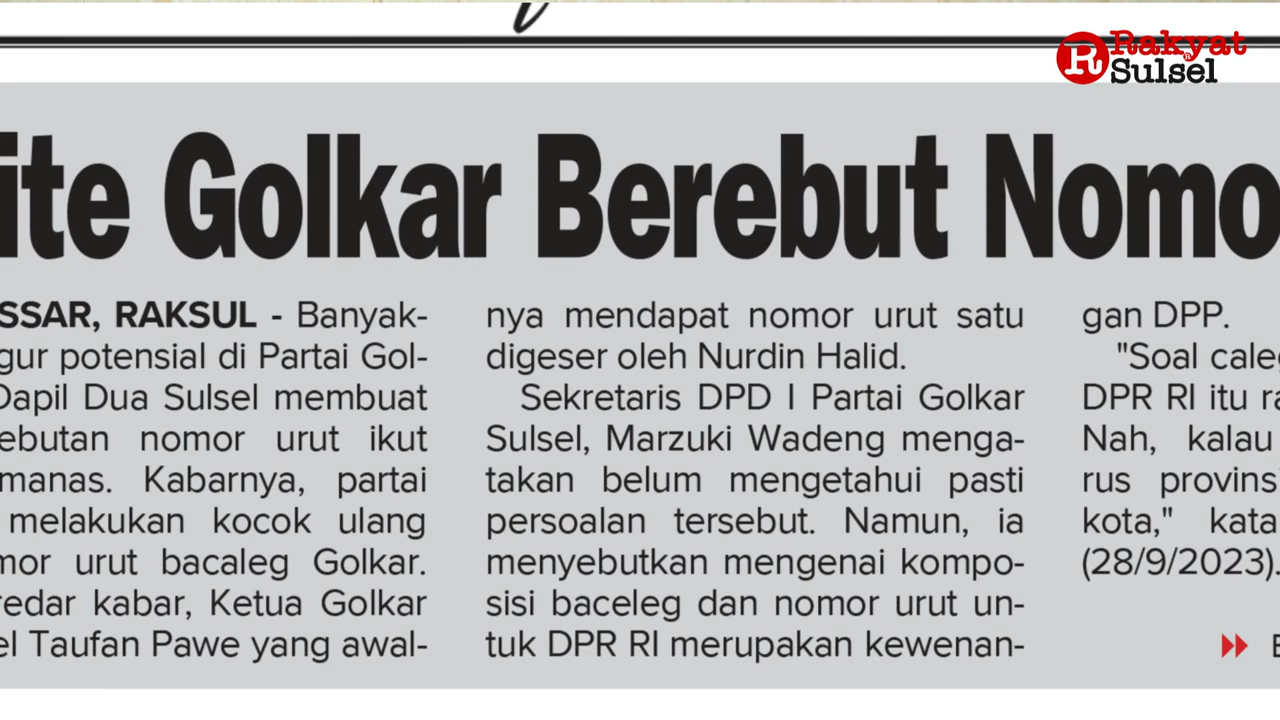 Rakyat
Sulsel
ite Golkar Berebut Nomo
SSAR, RAKSUL - Banyak-
gur potensial di Partai Gol-
Dapil Dua Sulsel membuat
ebutan nomor urut ikut
manas. Kabarnya, partai
melakukan kocok ulang
mor urut bacaleg Golkar.
redar kabar, Ketua Golkar
el Taufan Pawe yang awal-
nya mendapat nomor urut satu
digeser oleh Nurdin Halid.
Sekretaris DPD I Partai Golkar
Sulsel, Marzuki Wadeng menga-
takan belum mengetahui pasti
persoalan tersebut. Namun, ia
menyebutkan mengenai kompo-
sisi baceleg dan nomor urut un-
tuk DPR RI merupakan kewenan-
gan DPP.
"Soal caleg
DPR RI itu ra
Nah, kalau
rus provins
kota," kata
(28/9/2023).